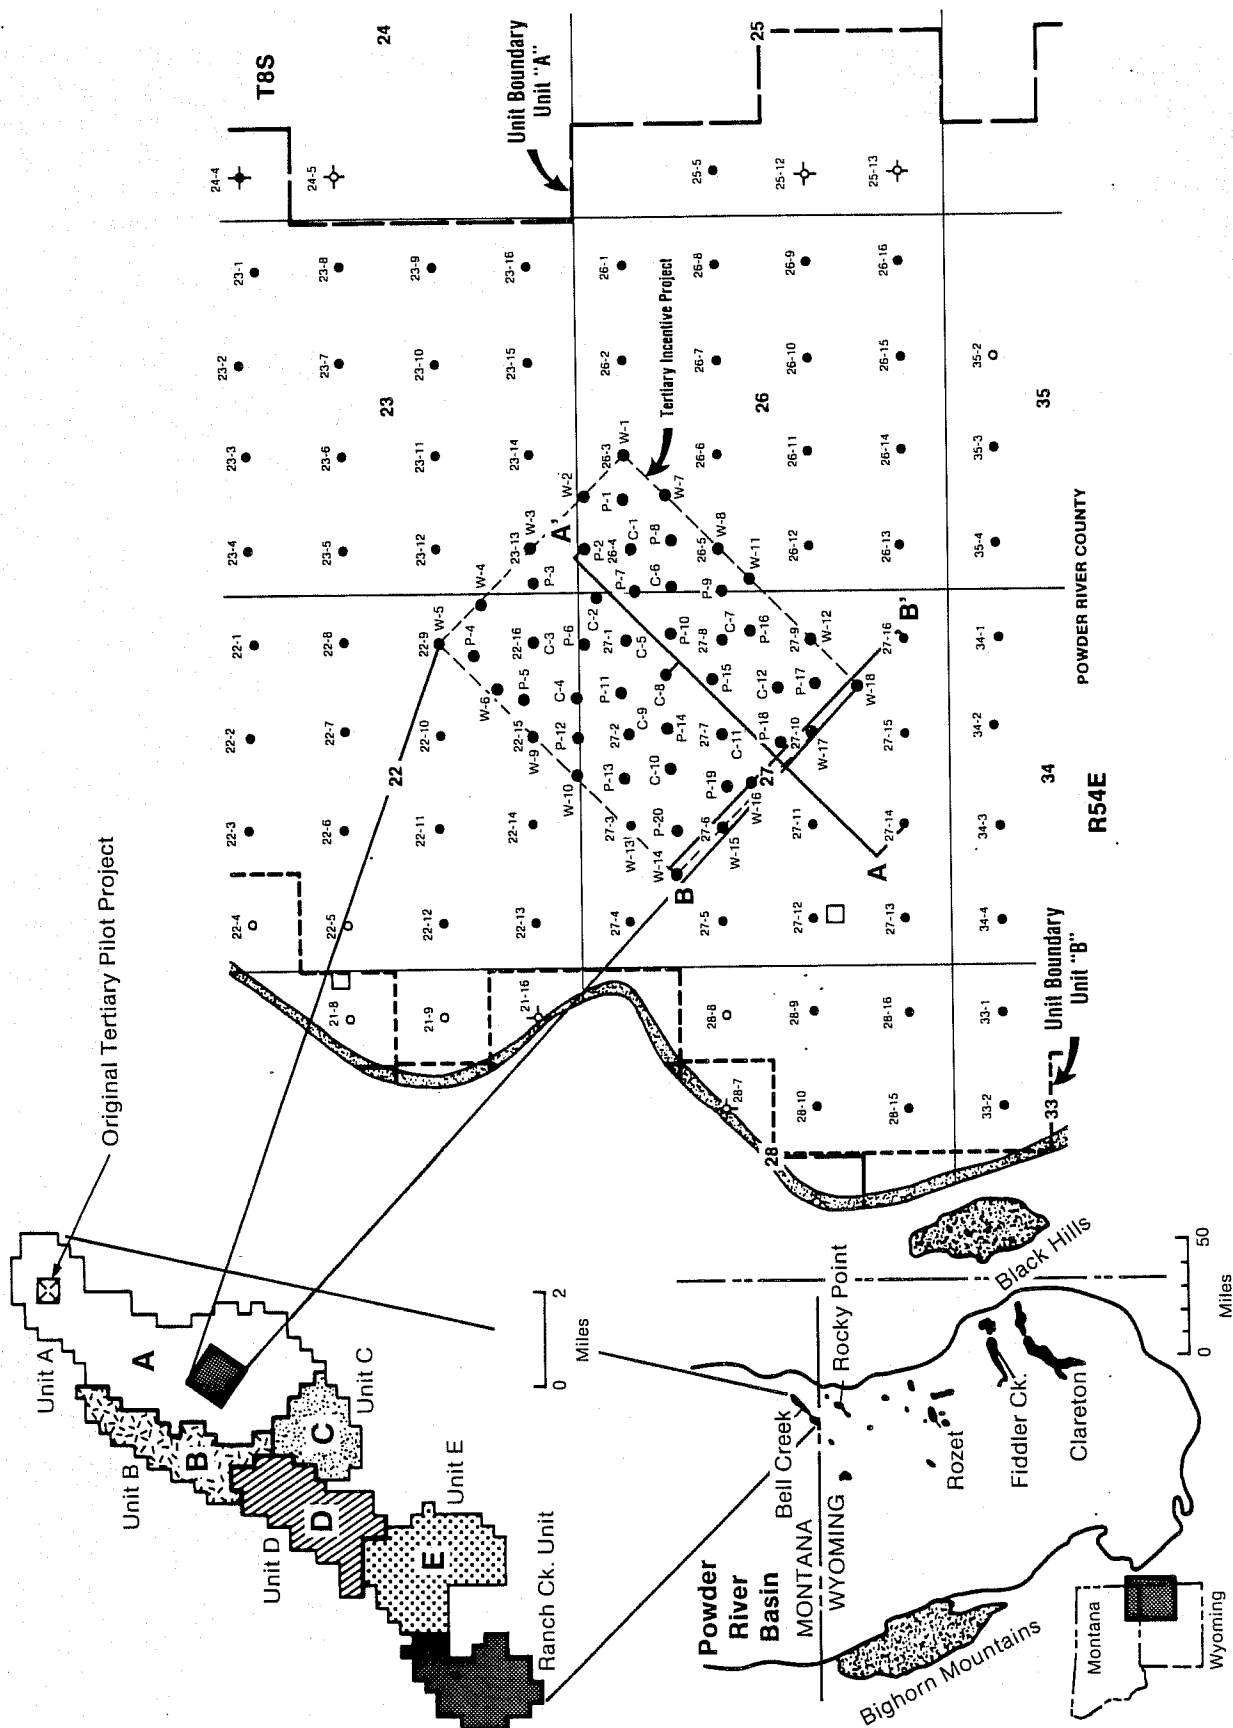 Original Tertiary Pilot Project
Unit A
Unit B
Unit C
Unit D
Unit E
Ranch Ck. Unit
A
B
C
D
E
0 2
Miles
Powder
River
Basin
MONTANA
WYOMING
Bell Creek
Rocky Point
Rozet
Fiddler Ck.
Clareton
Black Hills
Bighorn Mountains
0 50
Miles
Montana
Wyoming
T8S
24
24-4
24-5
Unit Boundary
Unit "A"
25
25-5
25-12
25-13
22-4
22-3
22-2
22-1
23-4
23-3
23-2
23-1
21-8
22-5
22-6
22-7
22-8
23-5
23-6
23-7
23-8
22
23
21-9
22-12
22-11
22-10
22-9
W-5
23-12
23-11
23-10
23-9
W-4
P-4
W-6
P-5
21-16
22-13
22-14
22-15
W-9
22-16
C-3
P-3
23-13
W-3
23-14
23-15
23-16
W-10
P-12
C-4
P-6
C-2
A'
P-2
W-2
27-4
27-3
W-13
P-13
27-2
C-9
P-11
27-1
C-5
P-7
26-4
C-1
P-1
26-3
W-1
26-2
26-1
Tertiary Incentive Project
W-14
B
P-20
C-10
P-14
C-8
P-10
C-6
P-8
W-7
28-8
28-7
27-5
27-6
W-15
P-19
W-16
27-7
C-11
P-15
27-8
C-7
P-9
26-5
W-8
26-6
26-7
26-8
28
27
26
P-18
C-12
P-16
W-11
28-10
28-9
27-12
27-11
27-10
W-17
P-17
27-9
W-12
26-12
26-11
26-10
26-9
W-18
A
B'
28-15
28-16
27-13
27-14
27-15
27-16
26-13
26-14
26-15
26-16
33-2
33-1
34-4
34-3
34-2
34-1
35-4
35-3
35-2
33
34
35
Unit Boundary
Unit "B"
POWDER RIVER COUNTY
R54E